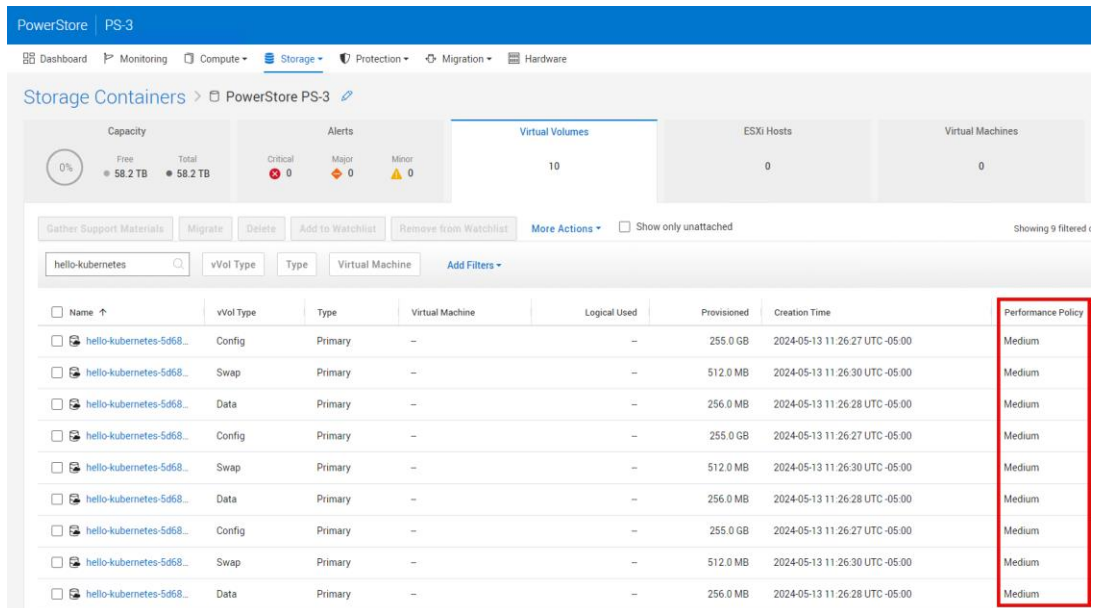 PowerStore PS-3
Dashboard Monitoring Compute Storage Protection Migration Hardware
Storage Containers > PowerStore PS-3
Capacity Alerts Virtual Volumes ESXi Hosts Virtual Machines
0% Free 58.2 TB Total 58.2 TB Critical 0 Major 0 Minor 0 10 0 0
Gather Support Materials Migrate Delete Add to Watchlist Remove from Watchlist More Actions Show only unattached Showing 9 filtered
hello-kubernetes vVol Type Type Virtual Machine Add Filters
Name ↑ vVol Type Type Virtual Machine Logical Used Provisioned Creation Time Performance Policy
hello-kubernetes-5d68... Config Primary -- -- 255.0 GB 2024-05-13 11:26:27 UTC -05:00 Medium
hello-kubernetes-5d68... Swap Primary -- -- 512.0 MB 2024-05-13 11:26:30 UTC -05:00 Medium
hello-kubernetes-5d68... Data Primary -- -- 256.0 MB 2024-05-13 11:26:28 UTC -05:00 Medium
hello-kubernetes-5d68... Config Primary -- -- 255.0 GB 2024-05-13 11:26:27 UTC -05:00 Medium
hello-kubernetes-5d68... Swap Primary -- -- 512.0 MB 2024-05-13 11:26:30 UTC -05:00 Medium
hello-kubernetes-5d68... Data Primary -- -- 256.0 MB 2024-05-13 11:26:28 UTC -05:00 Medium
hello-kubernetes-5d68... Config Primary -- -- 255.0 GB 2024-05-13 11:26:27 UTC -05:00 Medium
hello-kubernetes-5d68... Swap Primary -- -- 512.0 MB 2024-05-13 11:26:30 UTC -05:00 Medium
hello-kubernetes-5d68... Data Primary -- -- 256.0 MB 2024-05-13 11:26:28 UTC -05:00 Medium